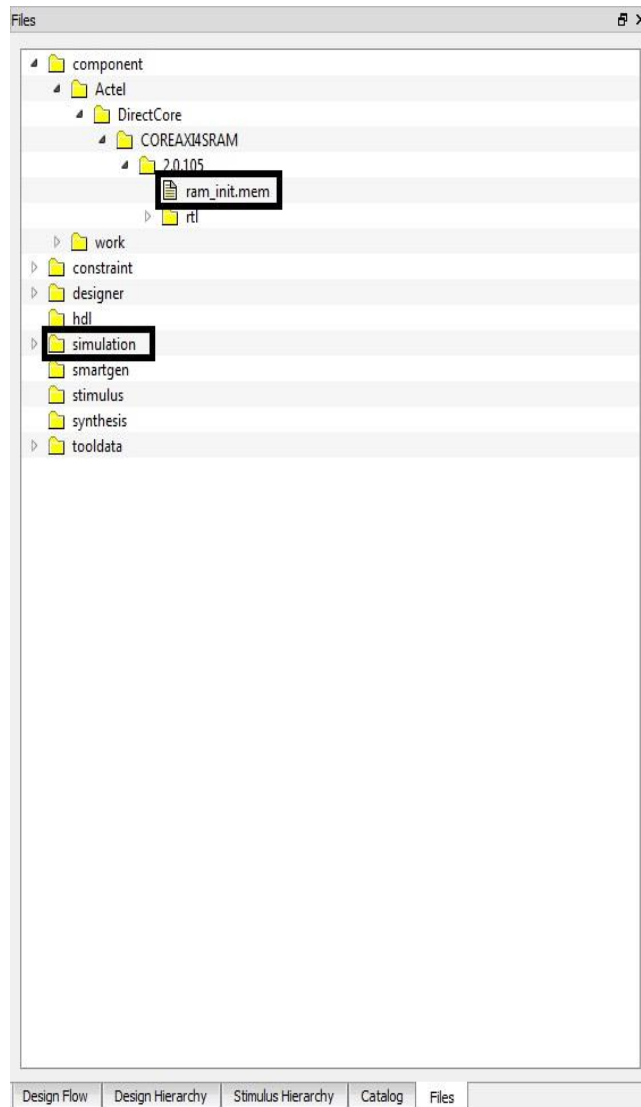 Files
component
Actel
DirectCore
COREAXI4SRAM
2.0.105
ram_init.mem
rtl
work
constraint
designer
hdl
simulation
smartgen
stimulus
synthesis
tooldata
Design Flow Design Hierarchy Stimulus Hierarchy Catalog Files